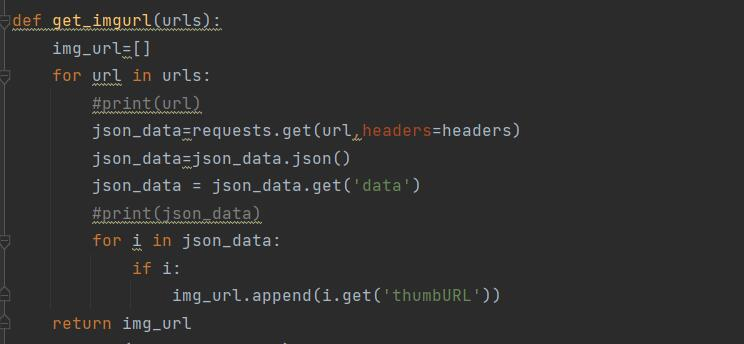 def get_imgurl(urls):
    img_url=[]
    for url in urls:
        #print(url)
        json_data=requests.get(url,headers=headers)
        json_data=json_data.json()
        json_data = json_data.get('data')
        #print(json_data)
        for i in json_data:
            if i:
                img_url.append(i.get('thumbURL'))
    return img_url